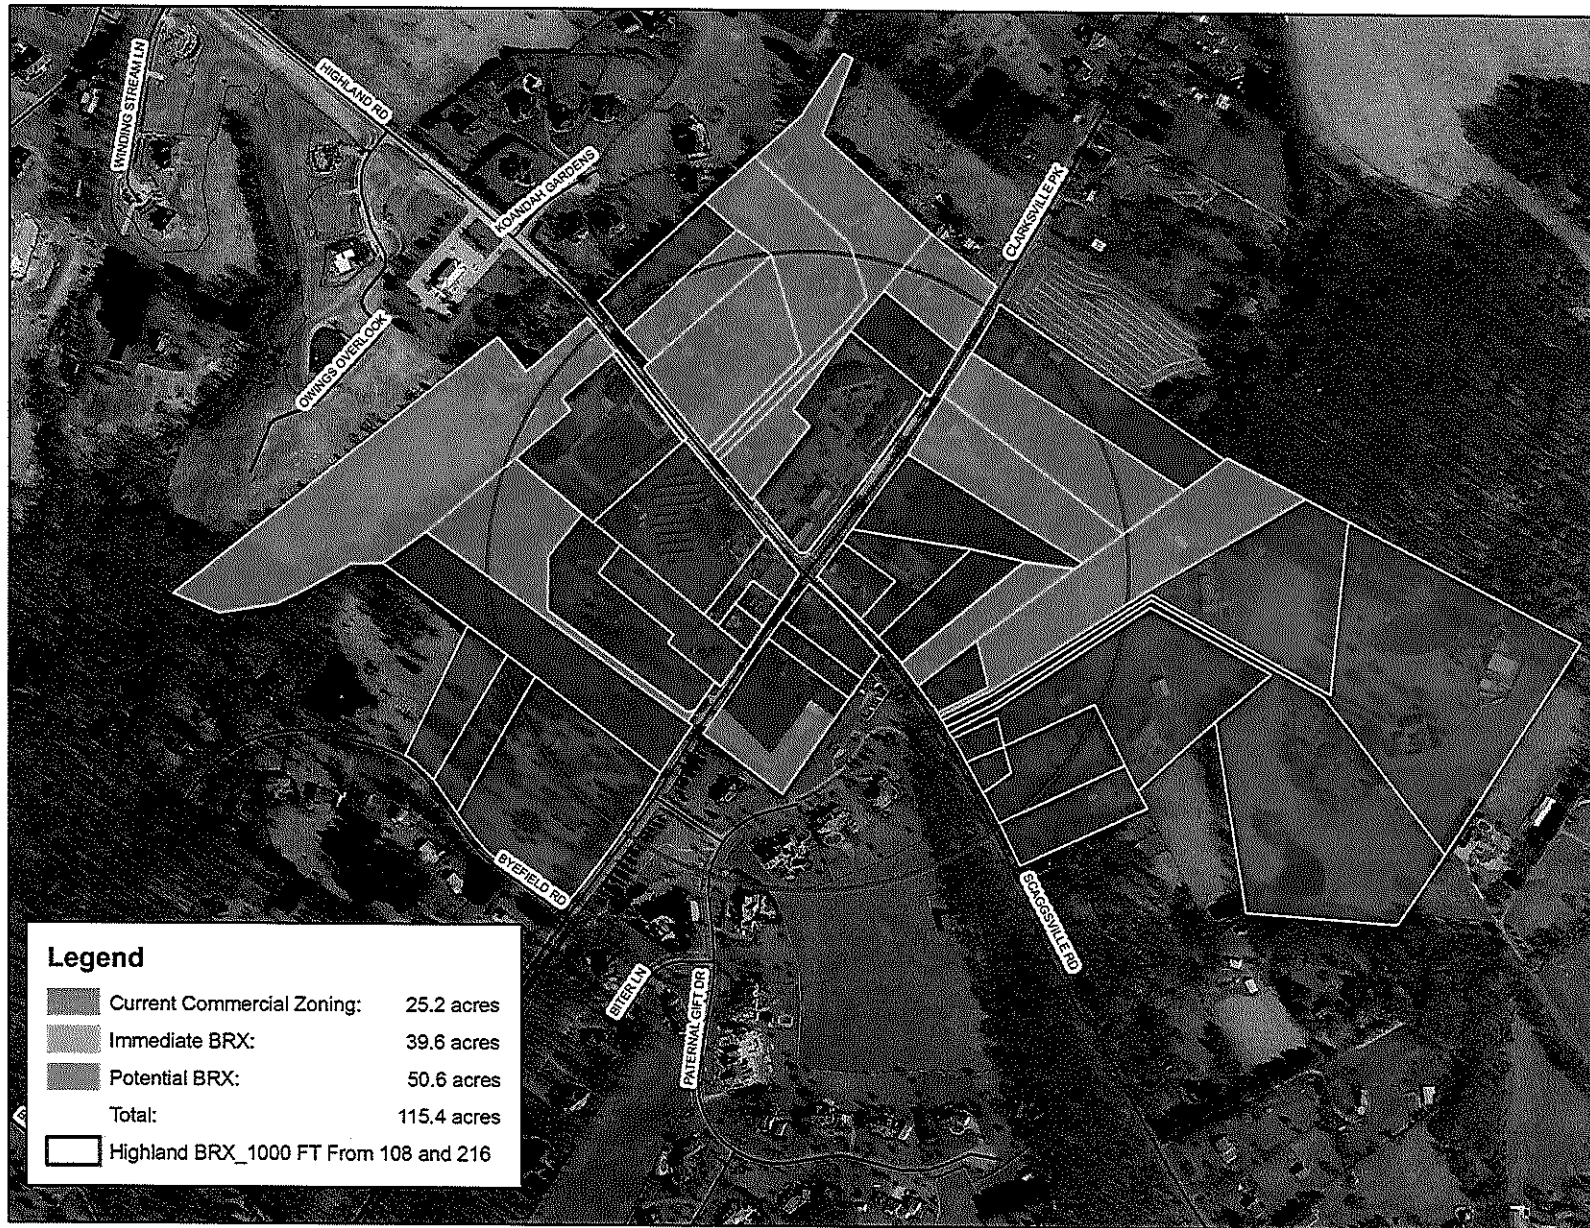 WINDING STREAM LN
HIGHLAND RD
KOANDAH GARDENS
CLARKSVILLE PK
OWINGS OVERLOOK
BYEFIELD RD
SCAGGSVILLE RD
BITER LN
PATERNAL GIFT DR
Legend
Current Commercial Zoning: 25.2 acres
Immediate BRX: 39.6 acres
Potential BRX: 50.6 acres
Total: 115.4 acres
Highland BRX_1000 FT From 108 and 216